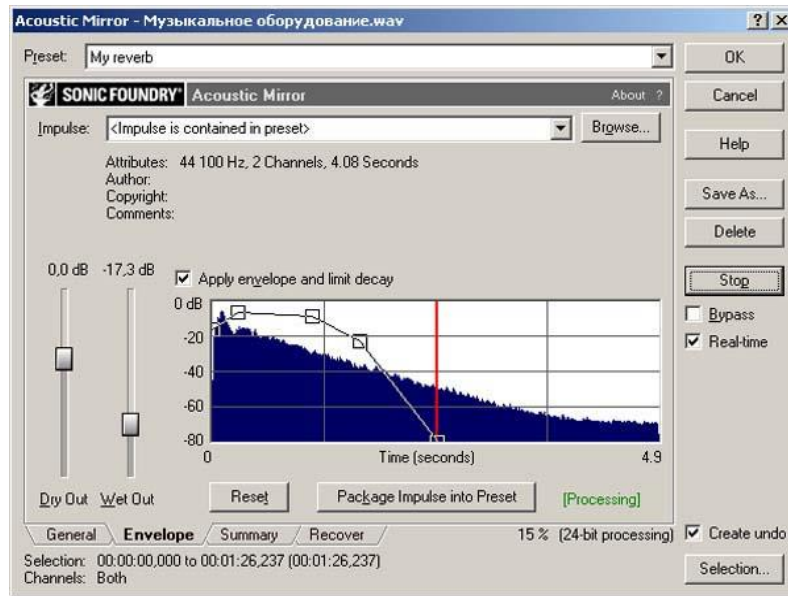 Acoustic Mirror - Музыкальное оборудование.wav
Preset: My reverb
OK
SONIC FOUNDRY Acoustic Mirror About ?
Cancel
Impulse: <Impulse is contained in preset> Browse...
Help
Attributes: 44 100 Hz, 2 Channels, 4.08 Seconds
Author:
Copyright:
Comments:
Save As...
Delete
0,0 dB -17,3 dB Apply envelope and limit decay
Stop
0 dB
Bypass
-20
Real-time
-40
-60
-80
0 Time (seconds) 4.9
Dry Out Wet Out Reset Package Impulse into Preset [Processing]
General Envelope Summary Recover 15 % (24-bit processing) Create undo
Selection: 00:00:00,000 to 00:01:26,237 (00:01:26,237)
Channels: Both
Selection...